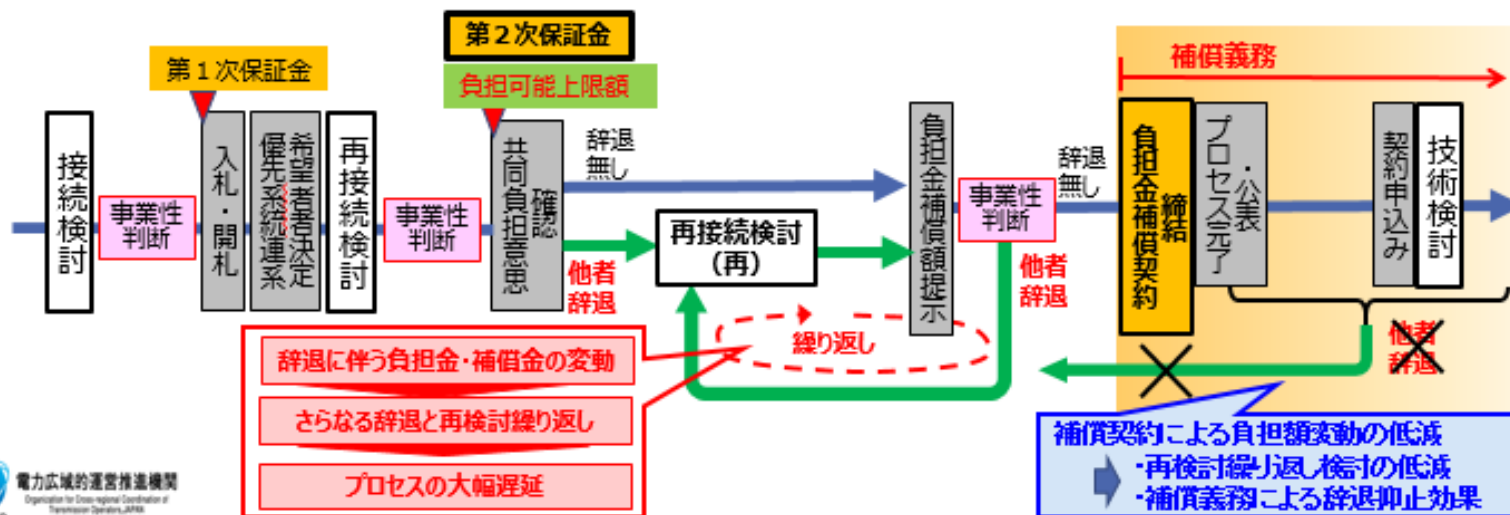 第２次保証金
負担可能上限額
第１次保証金
補償義務
接続検討
事業性
判断
入札・開札
優先系統連系
希望者者決定
再接続検討
事業性
判断
共同負担意思
確認
辞退
無し
他者
辞退
再接続検討
(再)
繰り返し
負担金補償額提示
事業性
判断
辞退
無し
他者
辞退
負担金補償契約
締結
プロセス完了
・公表
契約申込み
技術検討
他者
辞退
辞退に伴う負担金・補償金の変動
さらなる辞退と再検討繰り返し
プロセスの大幅遅延
補償契約による負担額変動の低減
・再検討繰り返し検討の低減
・補償義務による辞退抑止効果
電力広域的運営推進機関
Organization for Cross-regional Coordination of
Transmission Operators,JAPAN